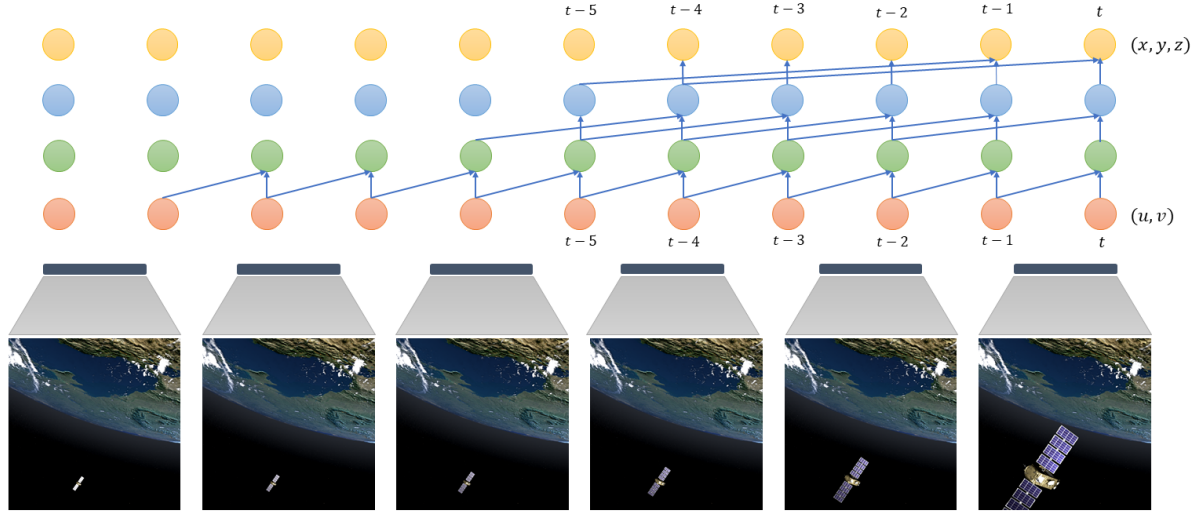 t − 5 t − 4 t − 3 t − 2 t − 1 t
(x, y, z)
(u, v)
t − 5 t − 4 t − 3 t − 2 t − 1 t